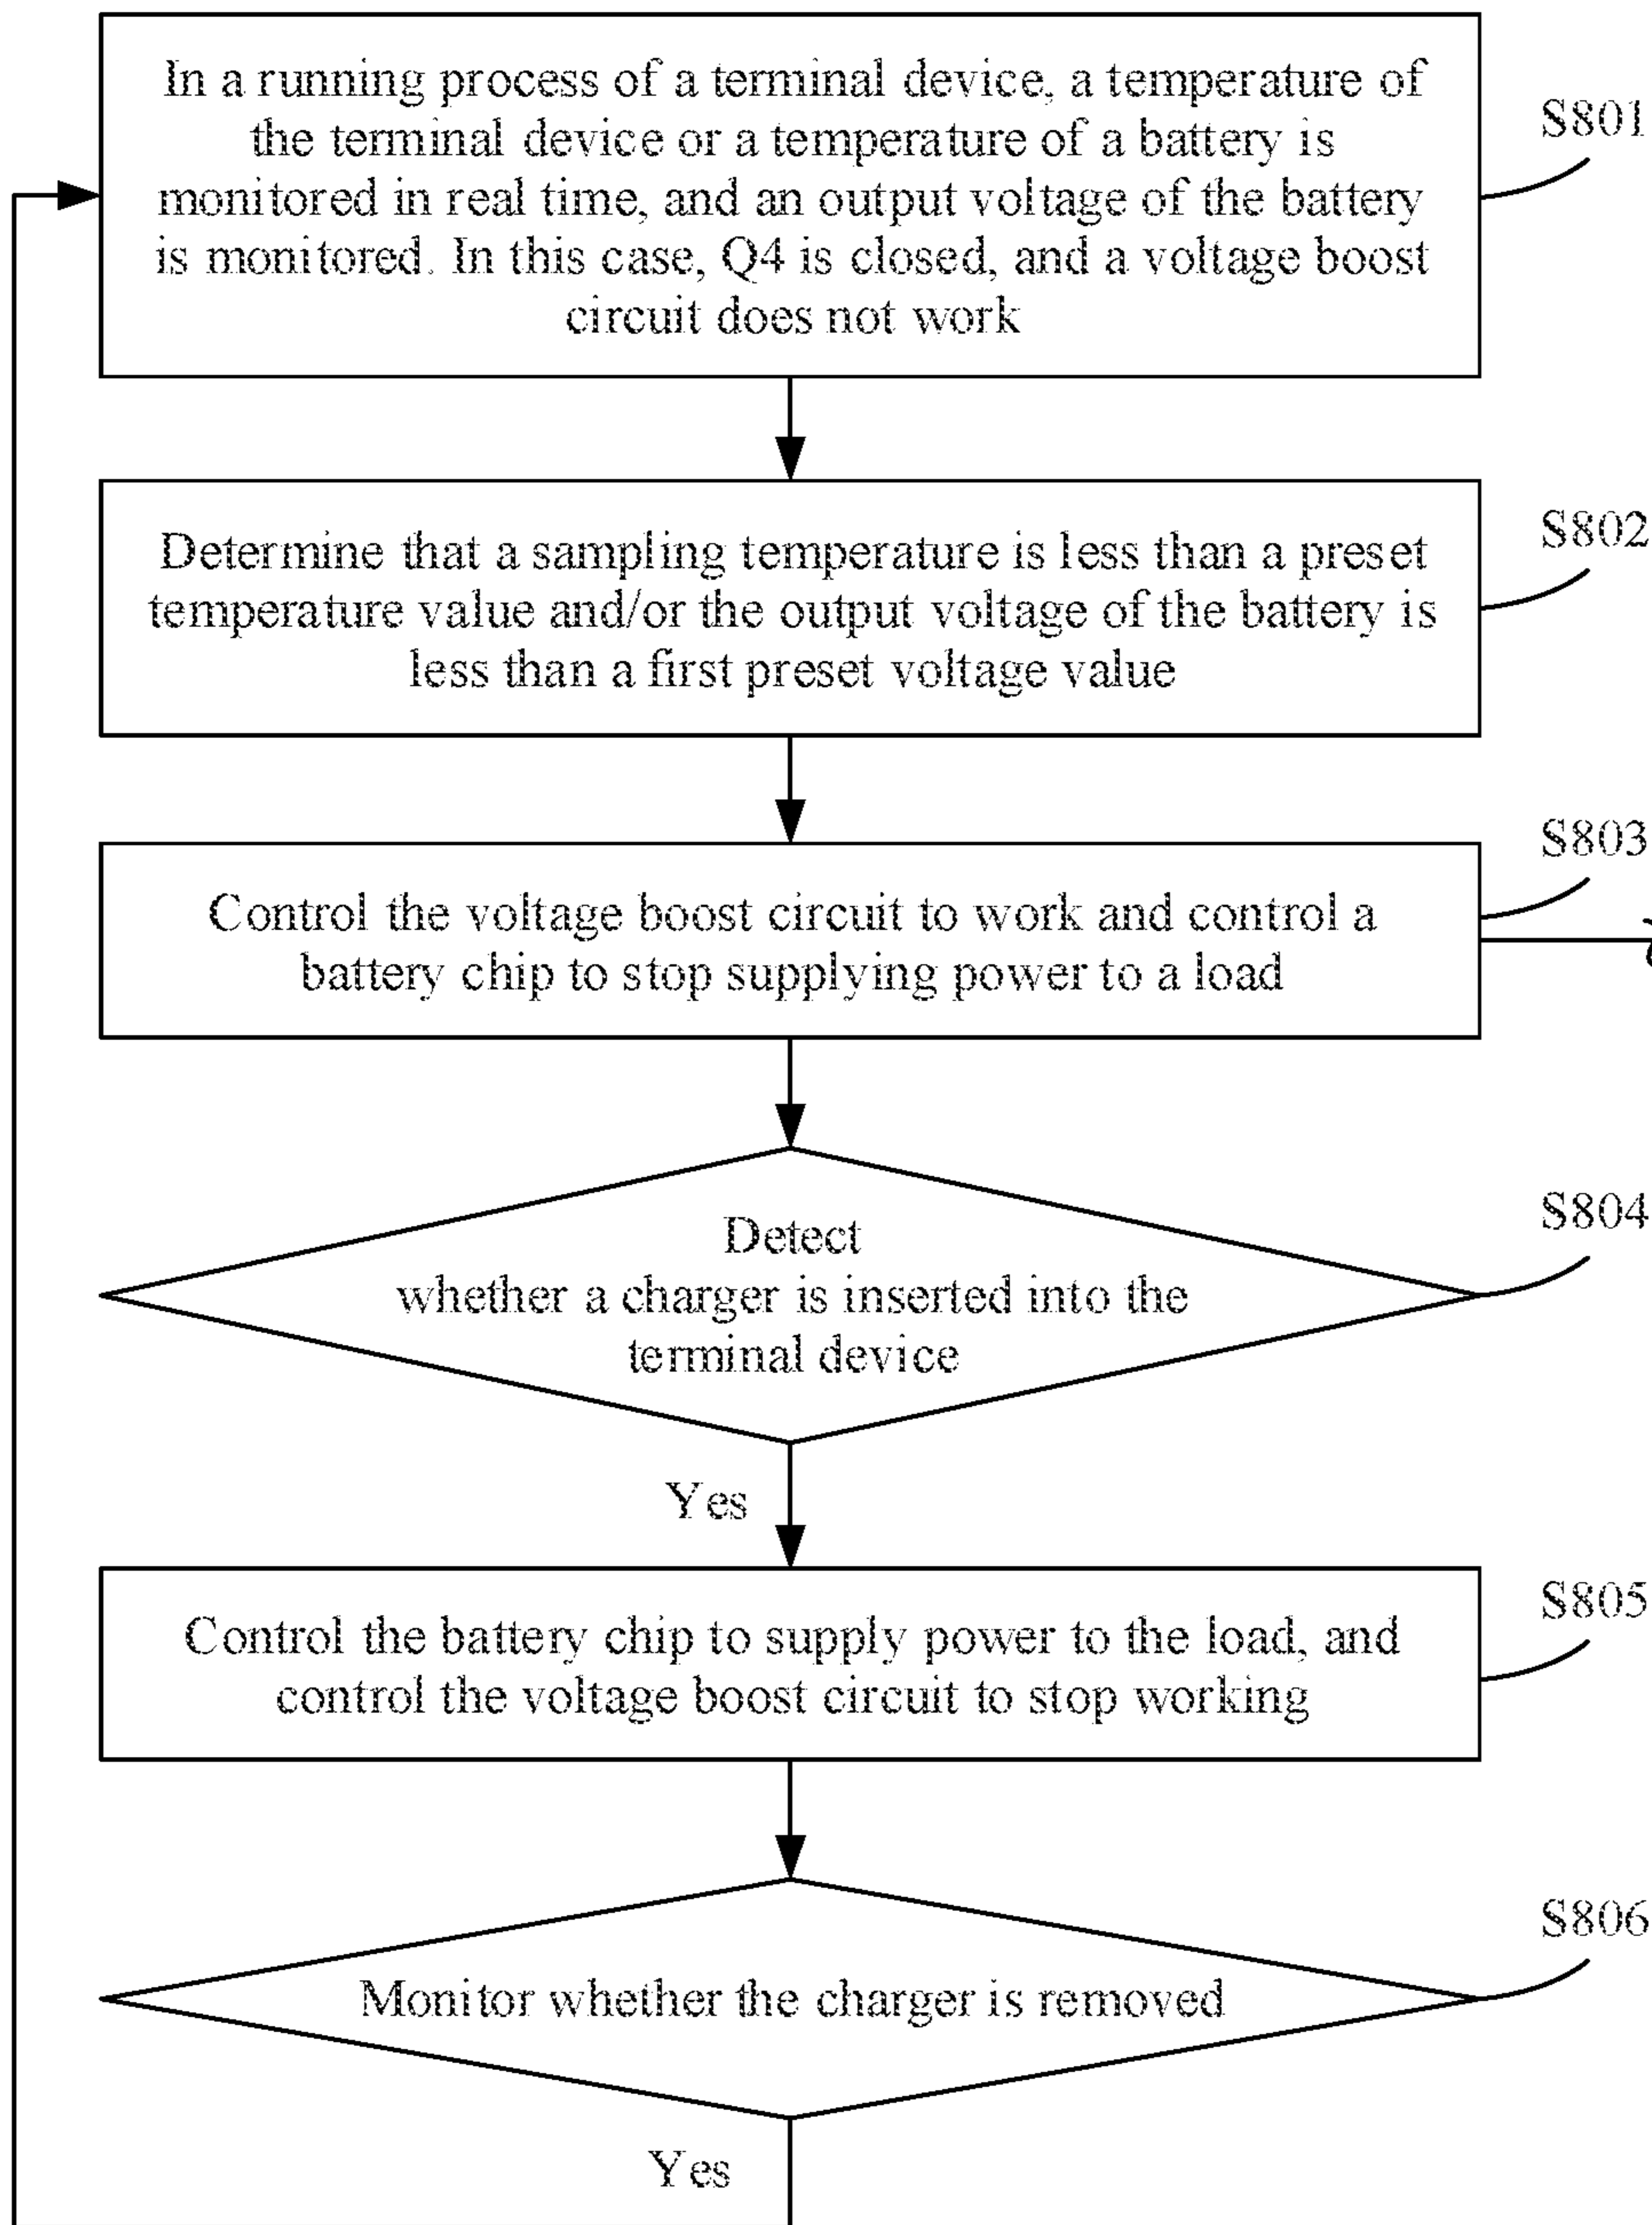 In a running process of a terminal device, a temperature of
the terminal device or a temperature of a battery is
monitored in real time, and an output voltage of the battery
is monitored. In this case, Q4 is closed, and a voltage boost
circuit does not work
S801
Determine that a sampling temperature is less than a preset
temperature value and/or the output voltage of the battery is
less than a first preset voltage value
S802
Control the voltage boost circuit to work and control a
battery chip to stop supplying power to a load
S803
Detect
whether a charger is inserted into the
terminal device
S804
Yes
Control the battery chip to supply power to the load, and
control the voltage boost circuit to stop working
S805
Monitor whether the charger is removed
S806
Yes